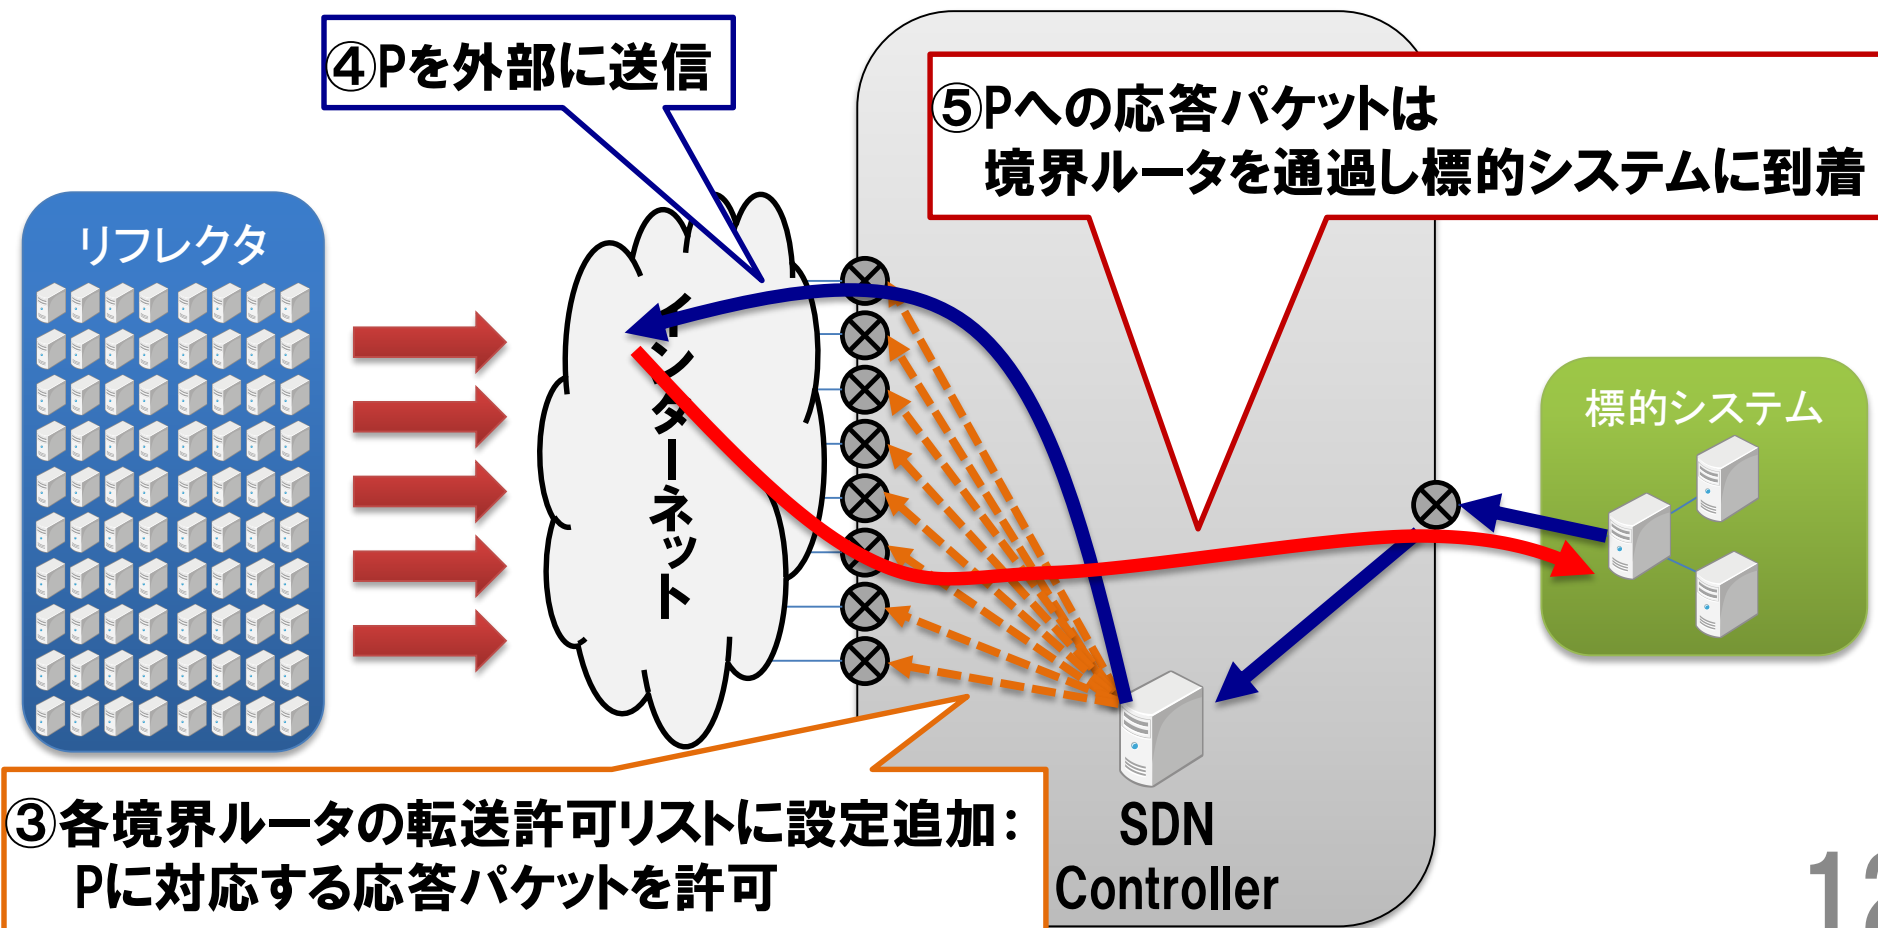 ④Pを外部に送信
⑤Pへの応答パケットは
境界ルータを通過し標的システムに到着
リフレクタ
インターネット
標的システム
③各境界ルータの転送許可リストに設定追加:
Pに対応する応答パケットを許可
SDN
Controller
12